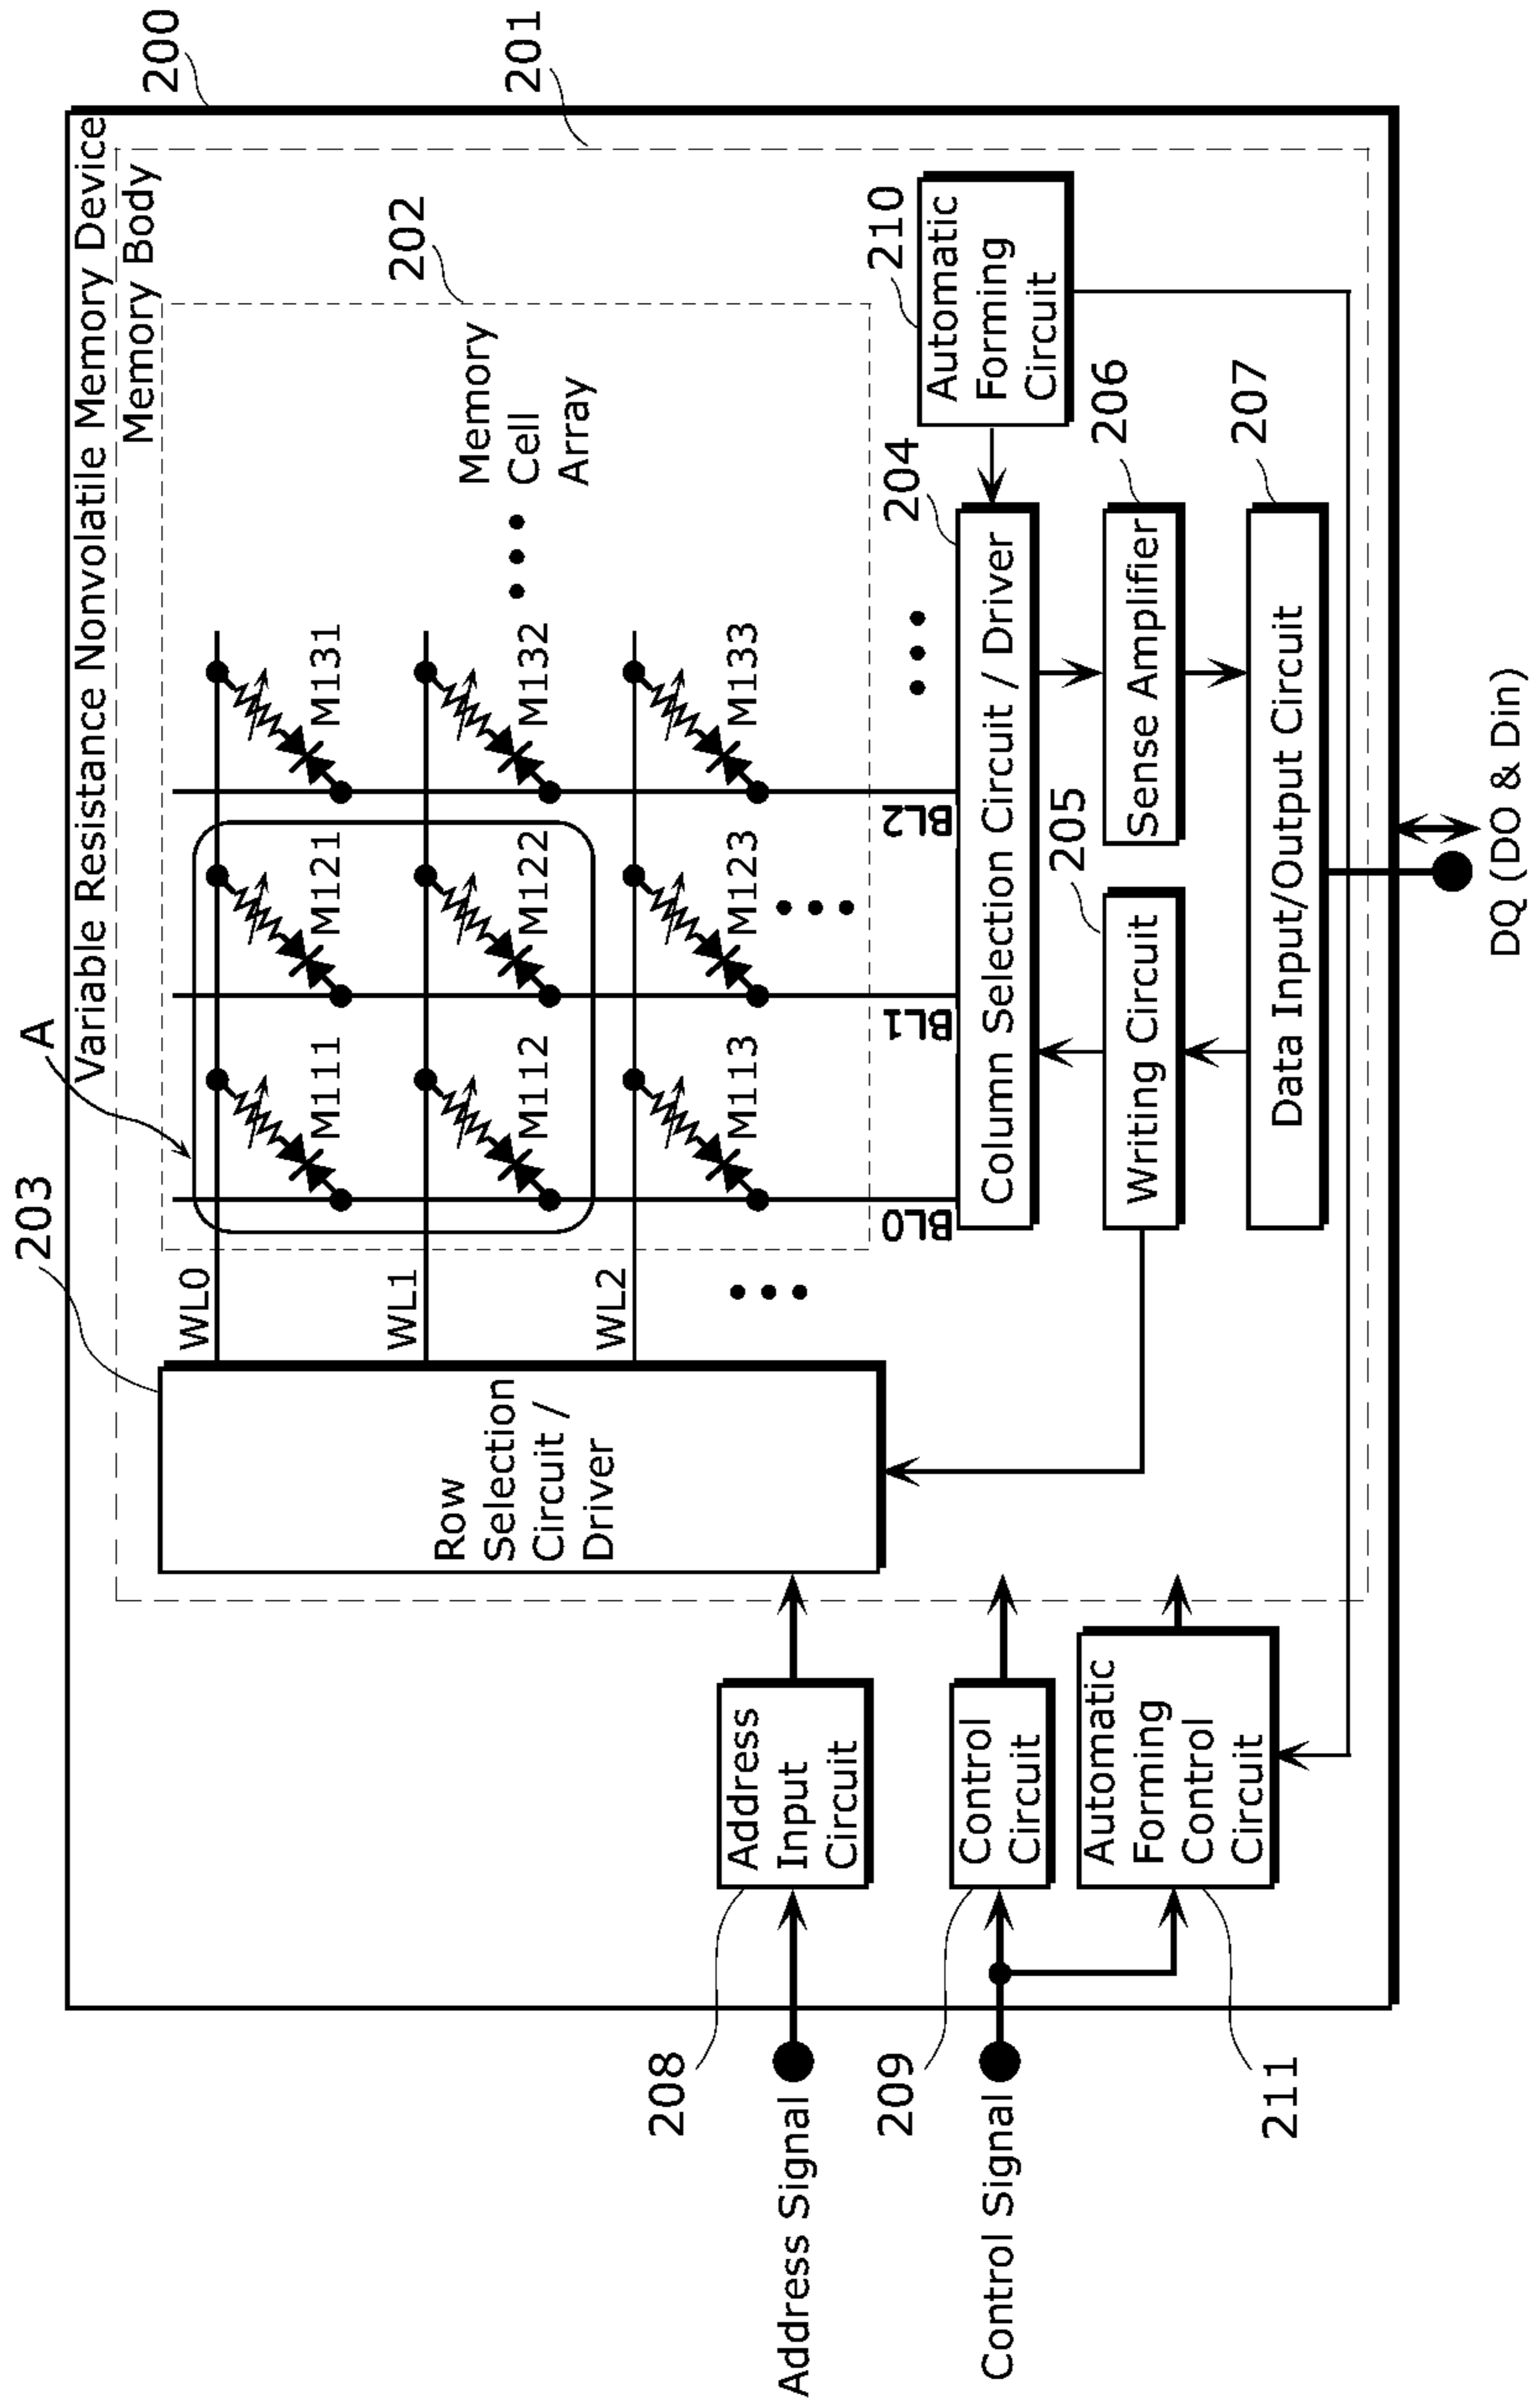 200
201
Variable Resistance Nonvolatile Memory Device
Memory Body
A
203
202
WL0
M111
M121
M131
WL1
M112
M122
M132
WL2
M113
M123
M133
Memory
Cell
Array
Row
Selection
Circuit /
Driver
BL0
BL1
BL2
204
210
Automatic
Forming
Circuit
Column Selection Circuit / Driver
208
Address Signal
Address
Input
Circuit
205
206
Writing Circuit
Sense Amplifier
209
Control Signal
Control
Circuit
207
Data Input/Output Circuit
Automatic
Forming
Control
Circuit
211
DQ (DO & Din)